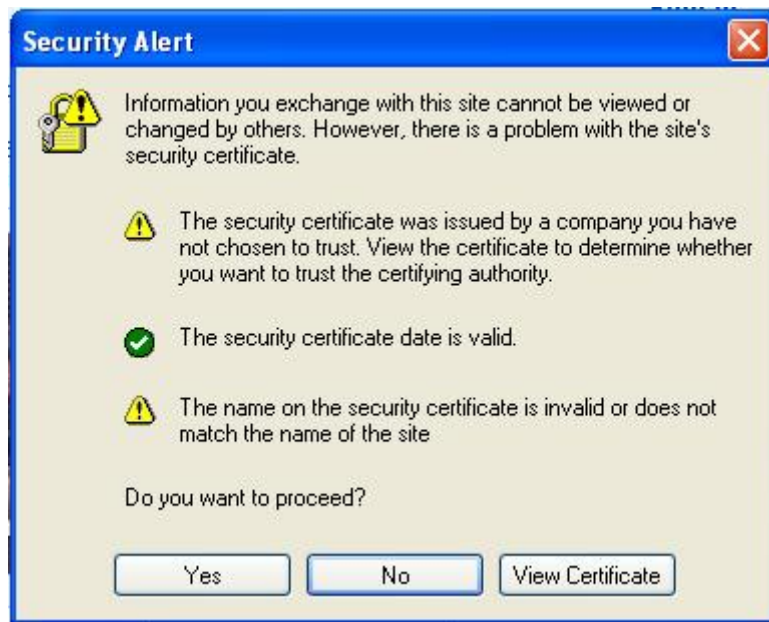 Security Alert
Information you exchange with this site cannot be viewed or
changed by others. However, there is a problem with the site's
security certificate.
The security certificate was issued by a company you have
not chosen to trust. View the certificate to determine whether
you want to trust the certifying authority.
The security certificate date is valid.
The name on the security certificate is invalid or does not
match the name of the site
Do you want to proceed?
Yes
No
View Certificate